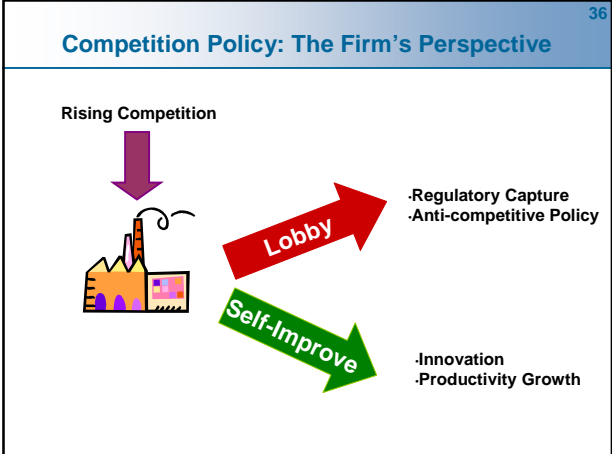 36
Competition Policy: The Firm's Perspective
Rising Competition
Lobby
·Regulatory Capture
·Anti-competitive Policy
Self-Improve
·Innovation
·Productivity Growth